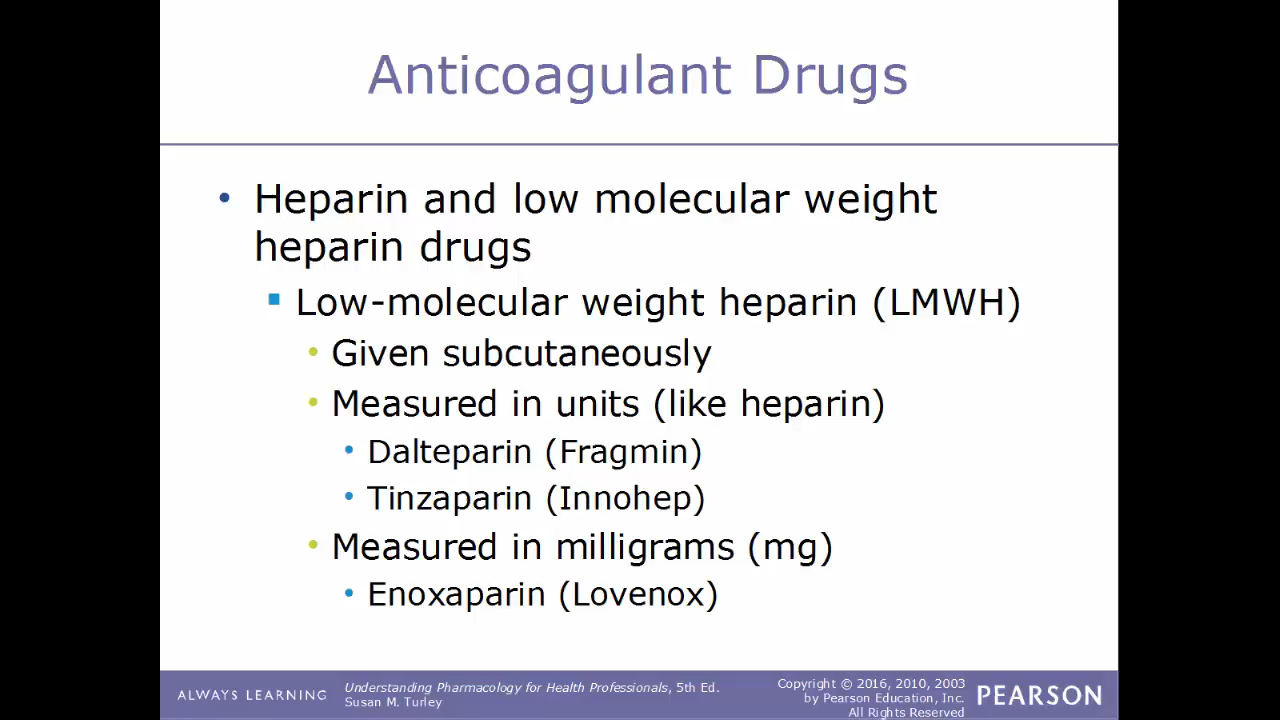 Anticoagulant Drugs
• Heparin and low molecular weight
heparin drugs
▪ Low-molecular weight heparin (LMWH)
• Given subcutaneously
• Measured in units (like heparin)
• Dalteparin (Fragmin)
• Tinzaparin (Innohep)
• Measured in milligrams (mg)
• Enoxaparin (Lovenox)
ALWAYS LEARNING
Understanding Pharmacology for Health Professionals, 5th Ed.
Susan M. Turley
Copyright © 2016, 2010, 2003
by Pearson Education, Inc.
All Rights Reserved
PEARSON